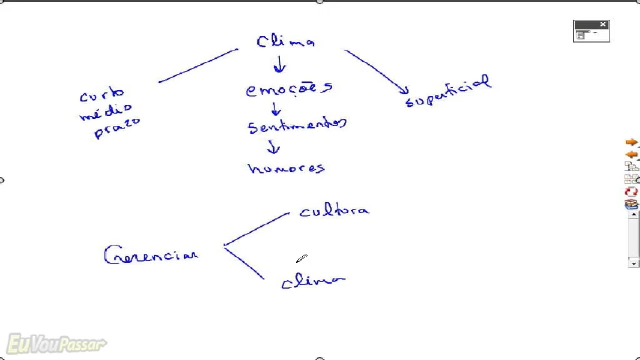 clima
emoções
sentimentos
humores
curto
médio
prazo
superficial
Gerenciar
cultura
clima
EuVouPassar